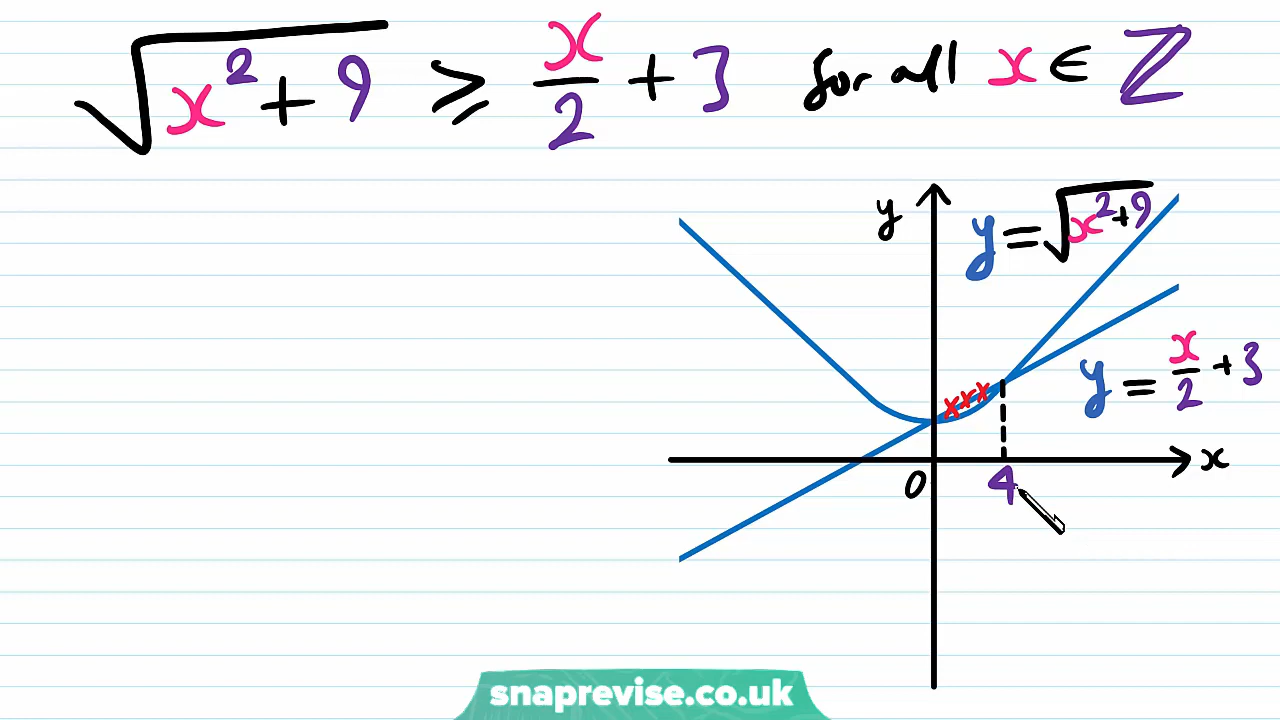 √(x² + 9) ⩾ x/2 + 3 for all x ∈ ℤ
y
y = √(x² + 9)
y = x/2 + 3
x
0
4
snaprevise.co.uk